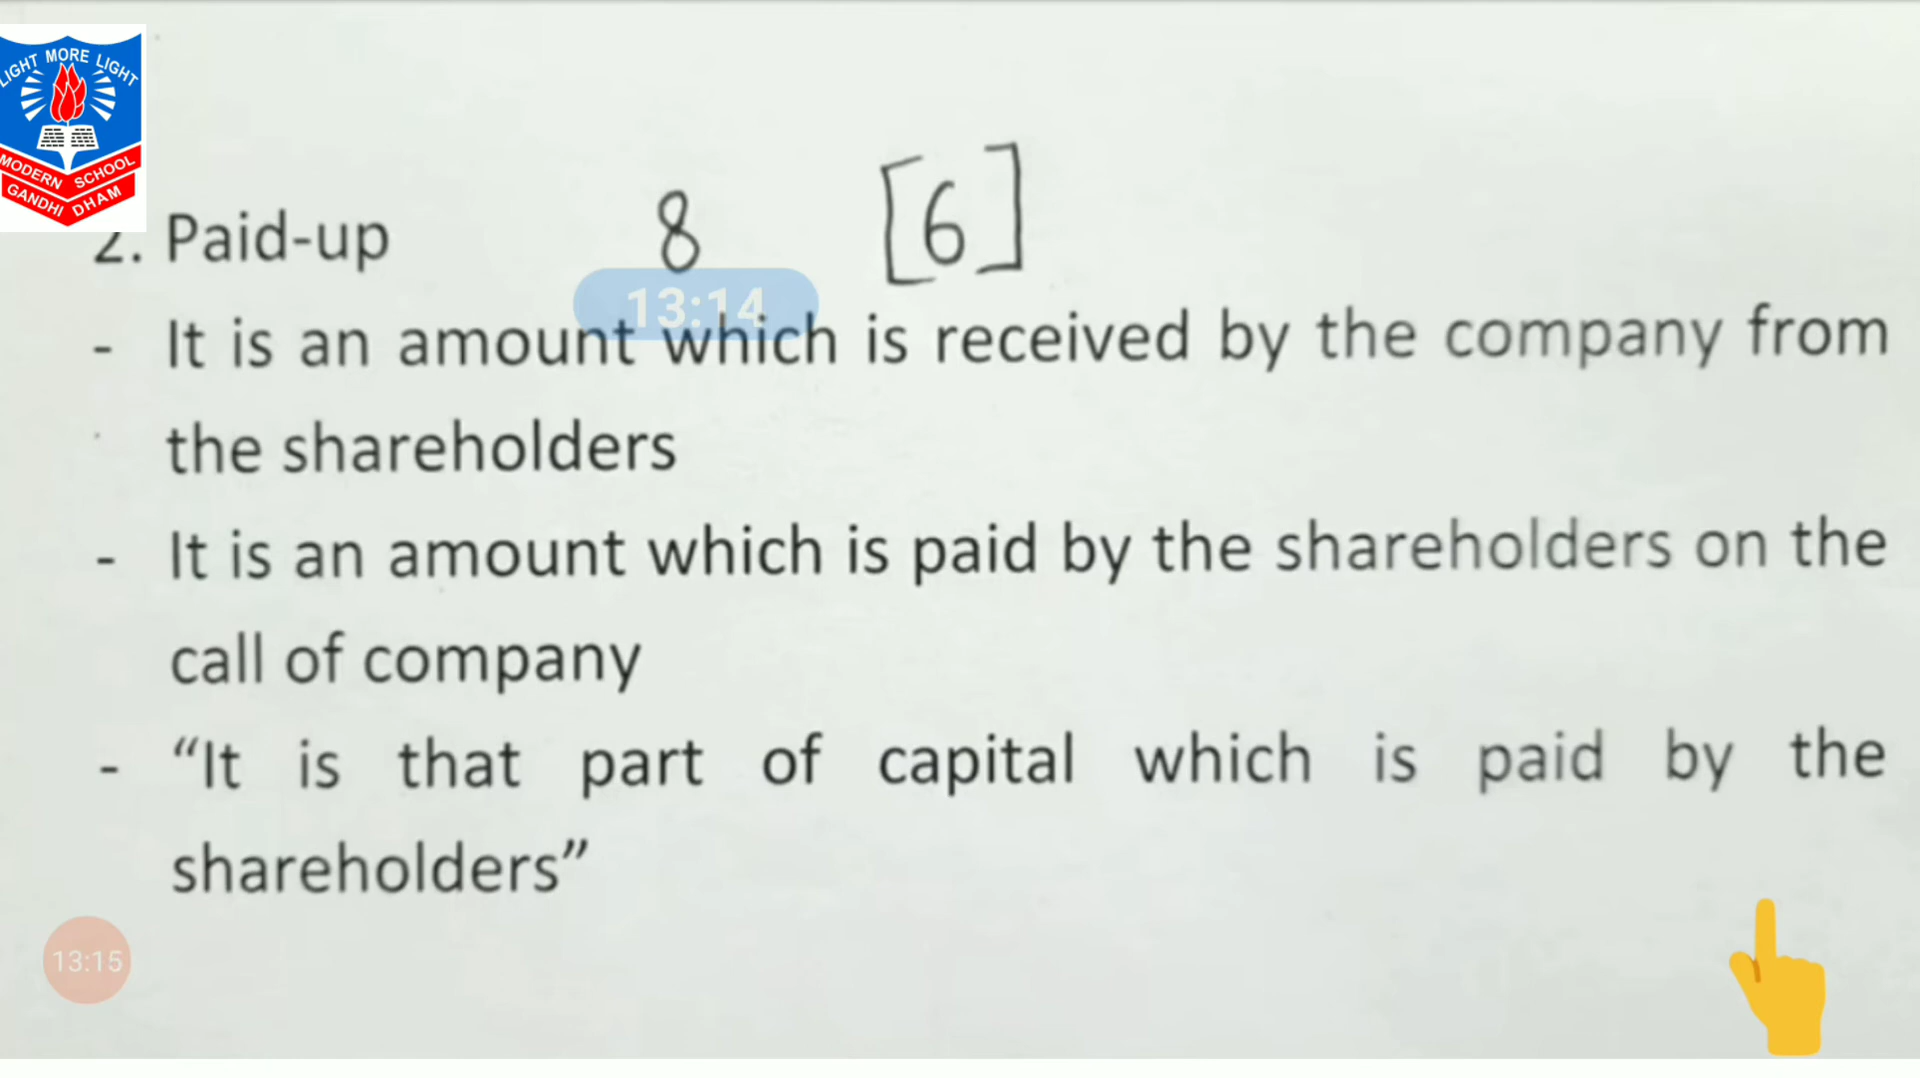 LIGHT MORE LIGHT
MODERN SCHOOL
GANDHI DHAM
2. Paid-up 8 [6]
13:14
- It is an amount which is received by the company from
the shareholders
- It is an amount which is paid by the shareholders on the
call of company
- “It is that part of capital which is paid by the
shareholders”
13:15